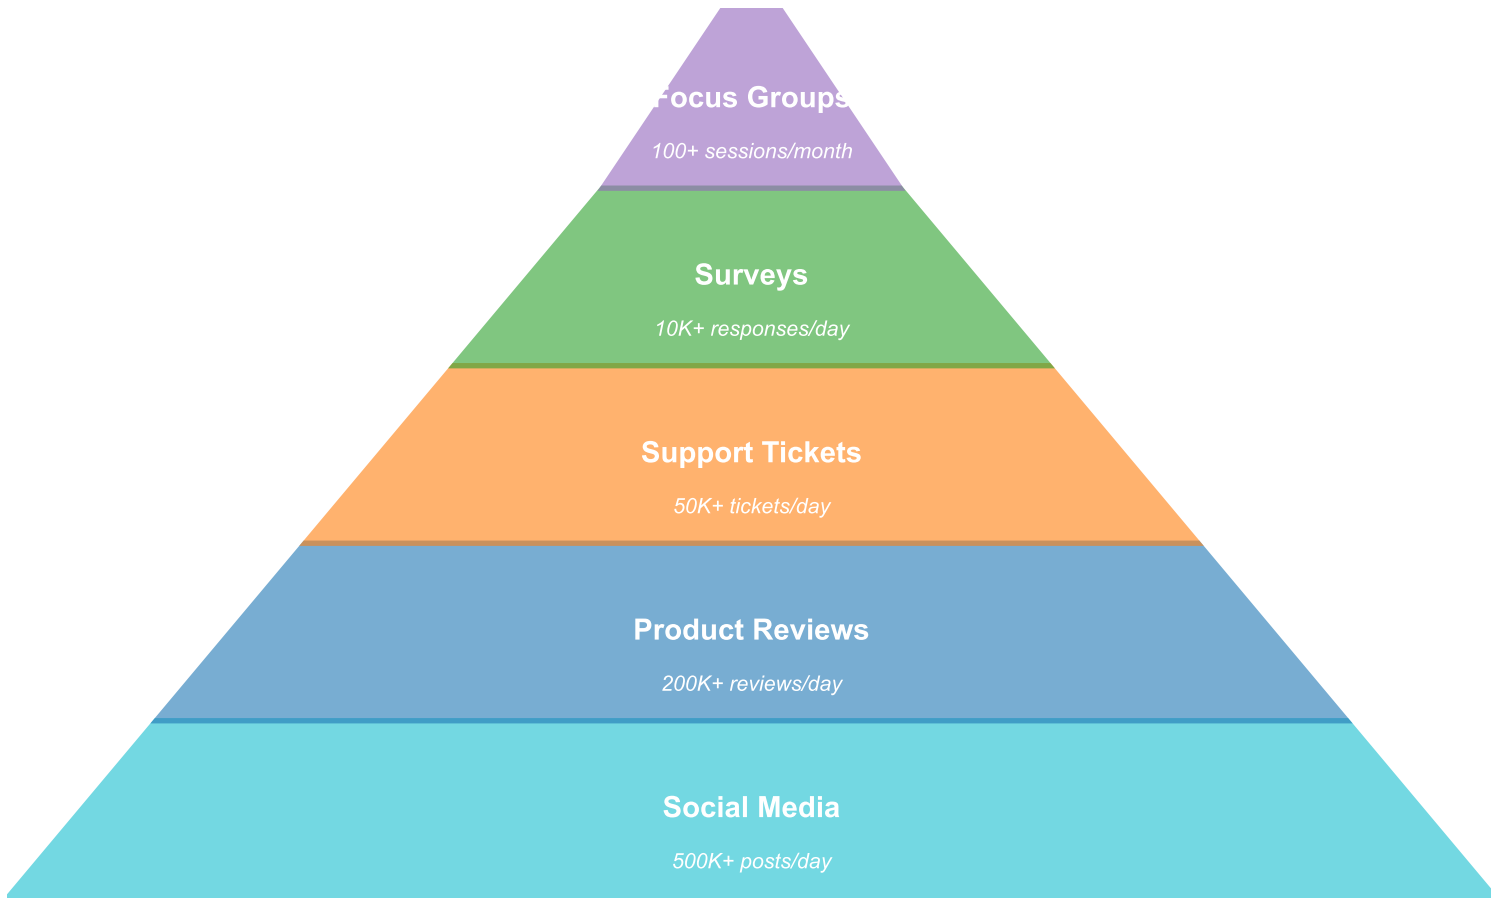 Focus Groups
100+ sessions/month
Surveys
10K+ responses/day
Support Tickets
50K+ tickets/day
Product Reviews
200K+ reviews/day
Social Media
500K+ posts/day